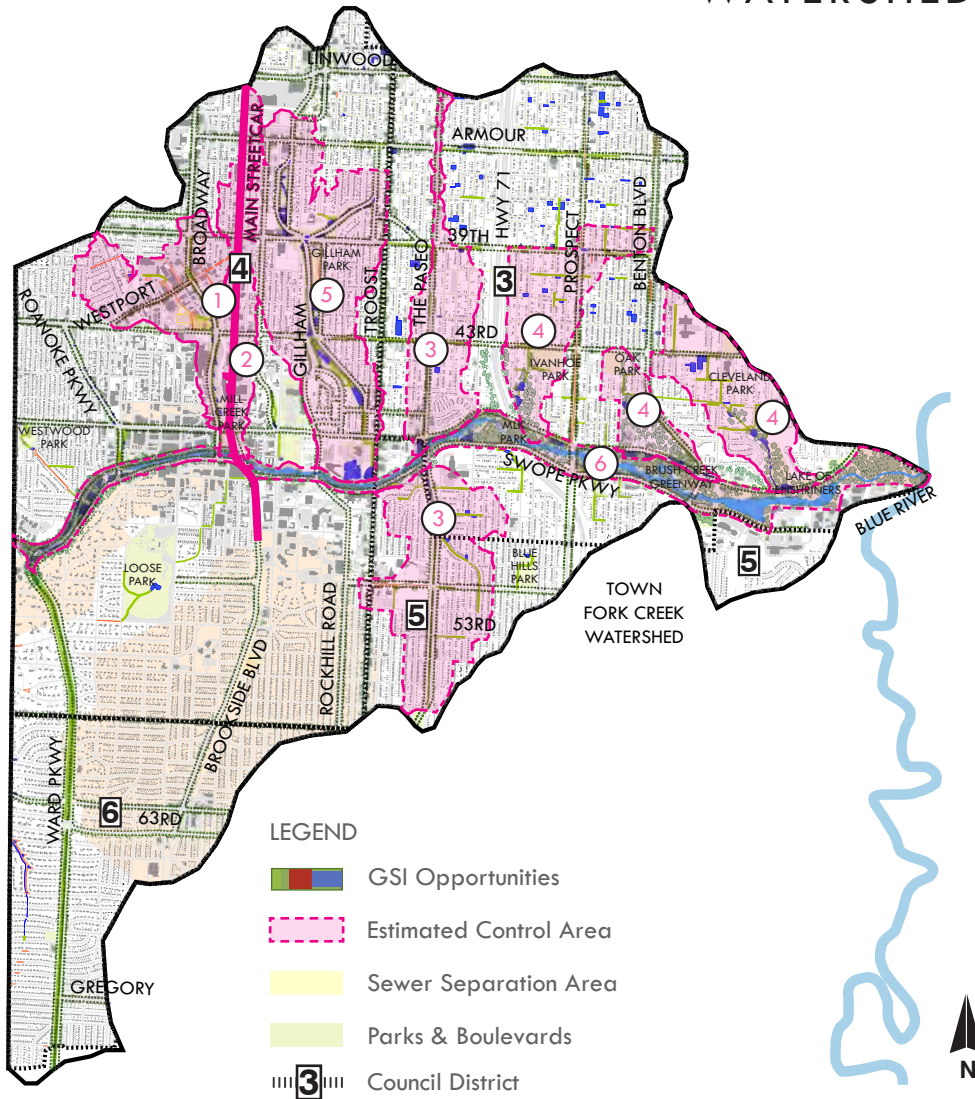 WATERSHED
LINWOOD
ARMOUR
BROADWAY
MAIN STREETCAR
HWY 71
PROSPECT
BENTON BLVD
39TH
THE PASEO
TROOST
GILLHAM
PARK
GILLHAM
4
3
5
1
WESTPORT
ROANOKE PKWY
43RD
3
4
2
IVANHOE
PARK
OAK
PARK
CLEVELAND
PARK
4
4
MILL
CREEK
PARK
WESTWOOD
PARK
MLK
PARK
SWOPE PKWY
6
BRUSH CREEK
GREENWAY
LAKE OF
THE SHRINERS
BLUE RIVER
3
LOOSE
PARK
BLUE
HILLS
PARK
5
5
53RD
TOWN
FORK CREEK
WATERSHED
ROCKHILL ROAD
BROOKSIDE BLVD
WARD PKWY
6
63RD
GREGORY
LEGEND
GSI Opportunities
Estimated Control Area
Sewer Separation Area
Parks & Boulevards
3 Council District
N